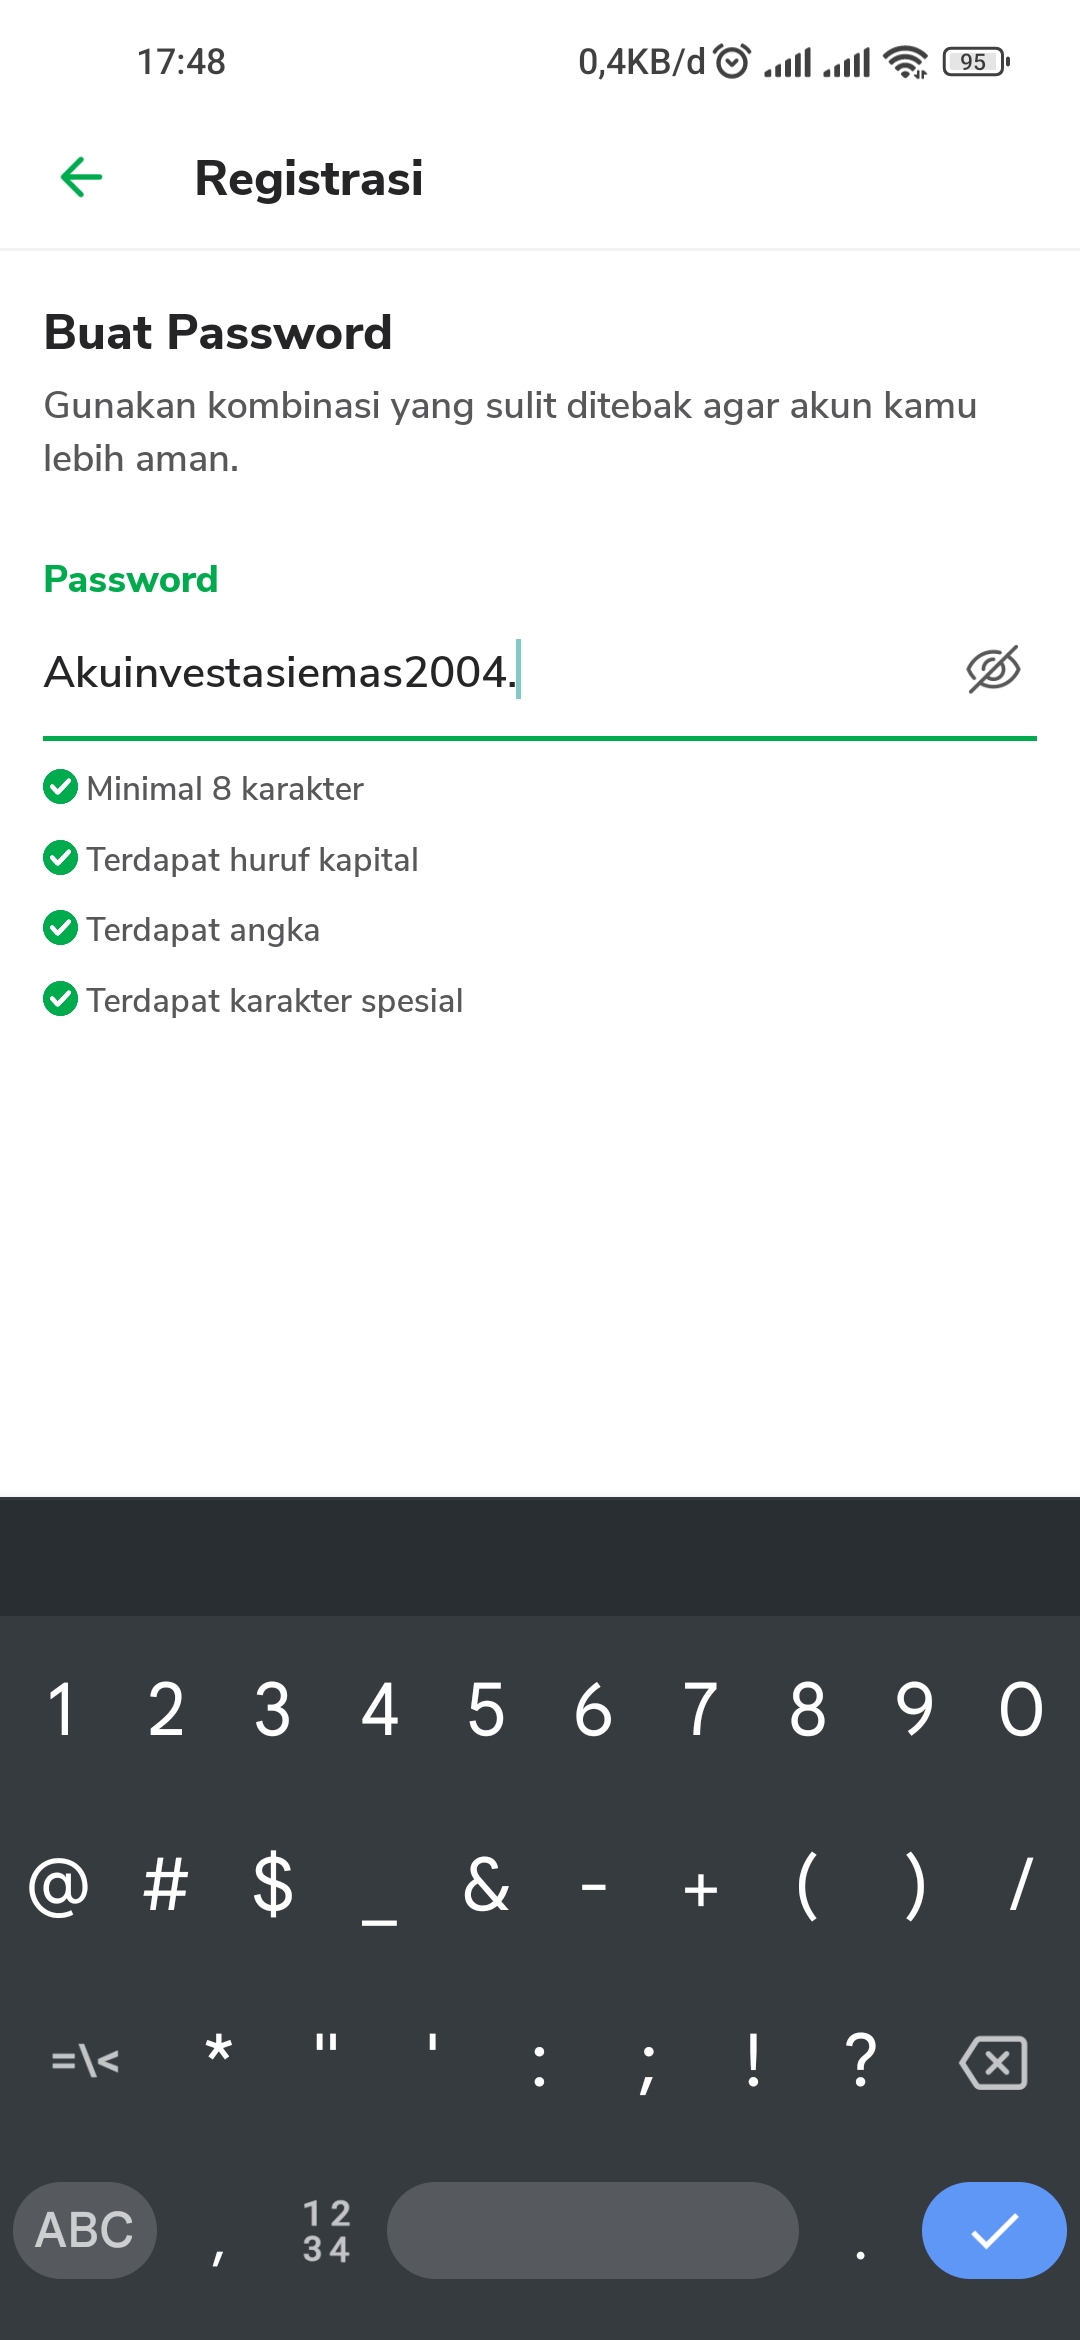 17:48 0,4KB/d 95
Registrasi
Buat Password
Gunakan kombinasi yang sulit ditebak agar akun kamu
lebih aman.
Password
Akuinvestasiemas2004.
Minimal 8 karakter
Terdapat huruf kapital
Terdapat angka
Terdapat karakter spesial
1 2 3 4 5 6 7 8 9 0
@ # $ _ & - + ( ) /
=\< * " ' : ; ! ?
ABC , 12 .
34